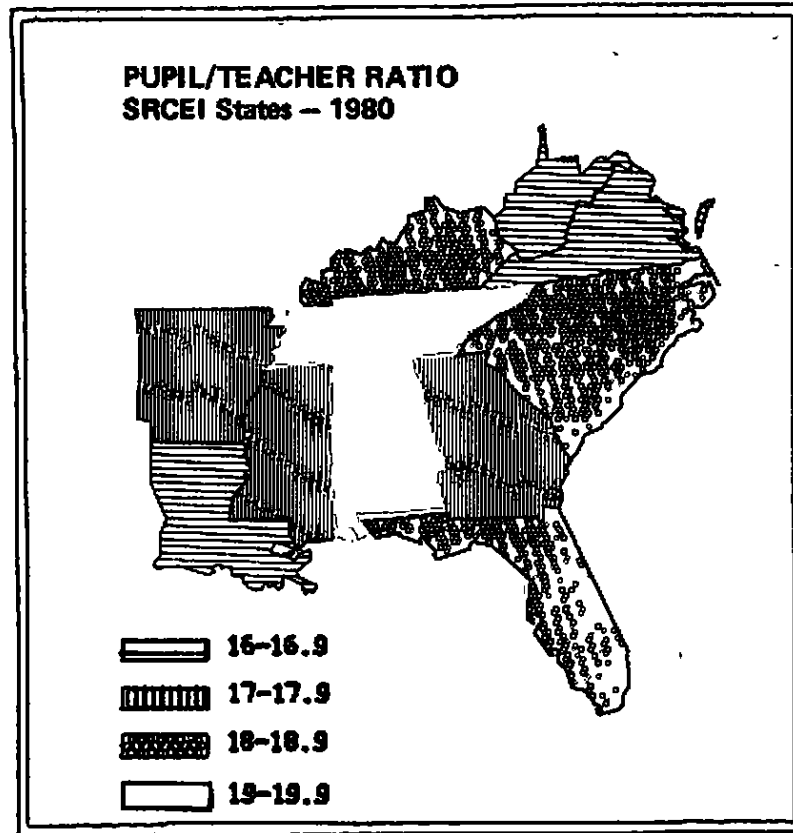 PUPIL/TEACHER RATIO
SRCEI States – 1980
16-16.9
17-17.9
18-18.9
19-19.9